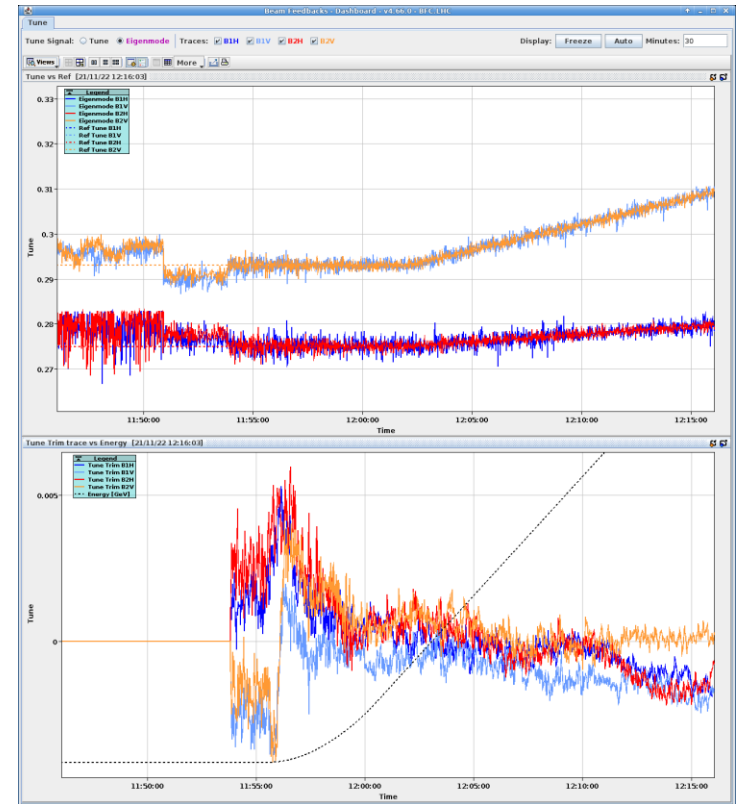 Beam Feedbacks - Dashboard - v4.66.0 - BFC.LHC
Tune
Tune Signal: Tune Eigenmode Traces: B1H B1V B2H B2V Display: Freeze Auto Minutes: 30
Views More
Tune vs Ref [21/11/22 12:16:03]
Legend
Eigenmode B1H
Eigenmode B1V
Eigenmode B2H
Eigenmode B2V
Ref Tune B1H
Ref Tune B1V
Ref Tune B2H
Ref Tune B2V
0.33
0.32
0.31
0.3
0.29
0.28
0.27
Tune
11:50:00 11:55:00 12:00:00 12:05:00 12:10:00 12:15:00
Time
Tune Trim trace vs Energy [21/11/22 12:16:03]
Legend
Tune Trim B1H
Tune Trim B1V
Tune Trim B2H
Tune Trim B2V
Energy [GeV]
0.005
0
Tune
11:50:00 11:55:00 12:00:00 12:05:00 12:10:00 12:15:00
Time